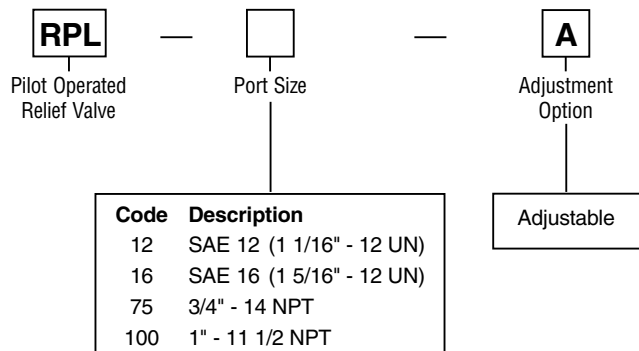 RPL — — A
Pilot Operated
Relief Valve
Port Size
Adjustment
Option
Code Description
12 SAE 12 (1 1/16" - 12 UN)
16 SAE 16 (1 5/16" - 12 UN)
75 3/4" - 14 NPT
100 1" - 11 1/2 NPT
Adjustable